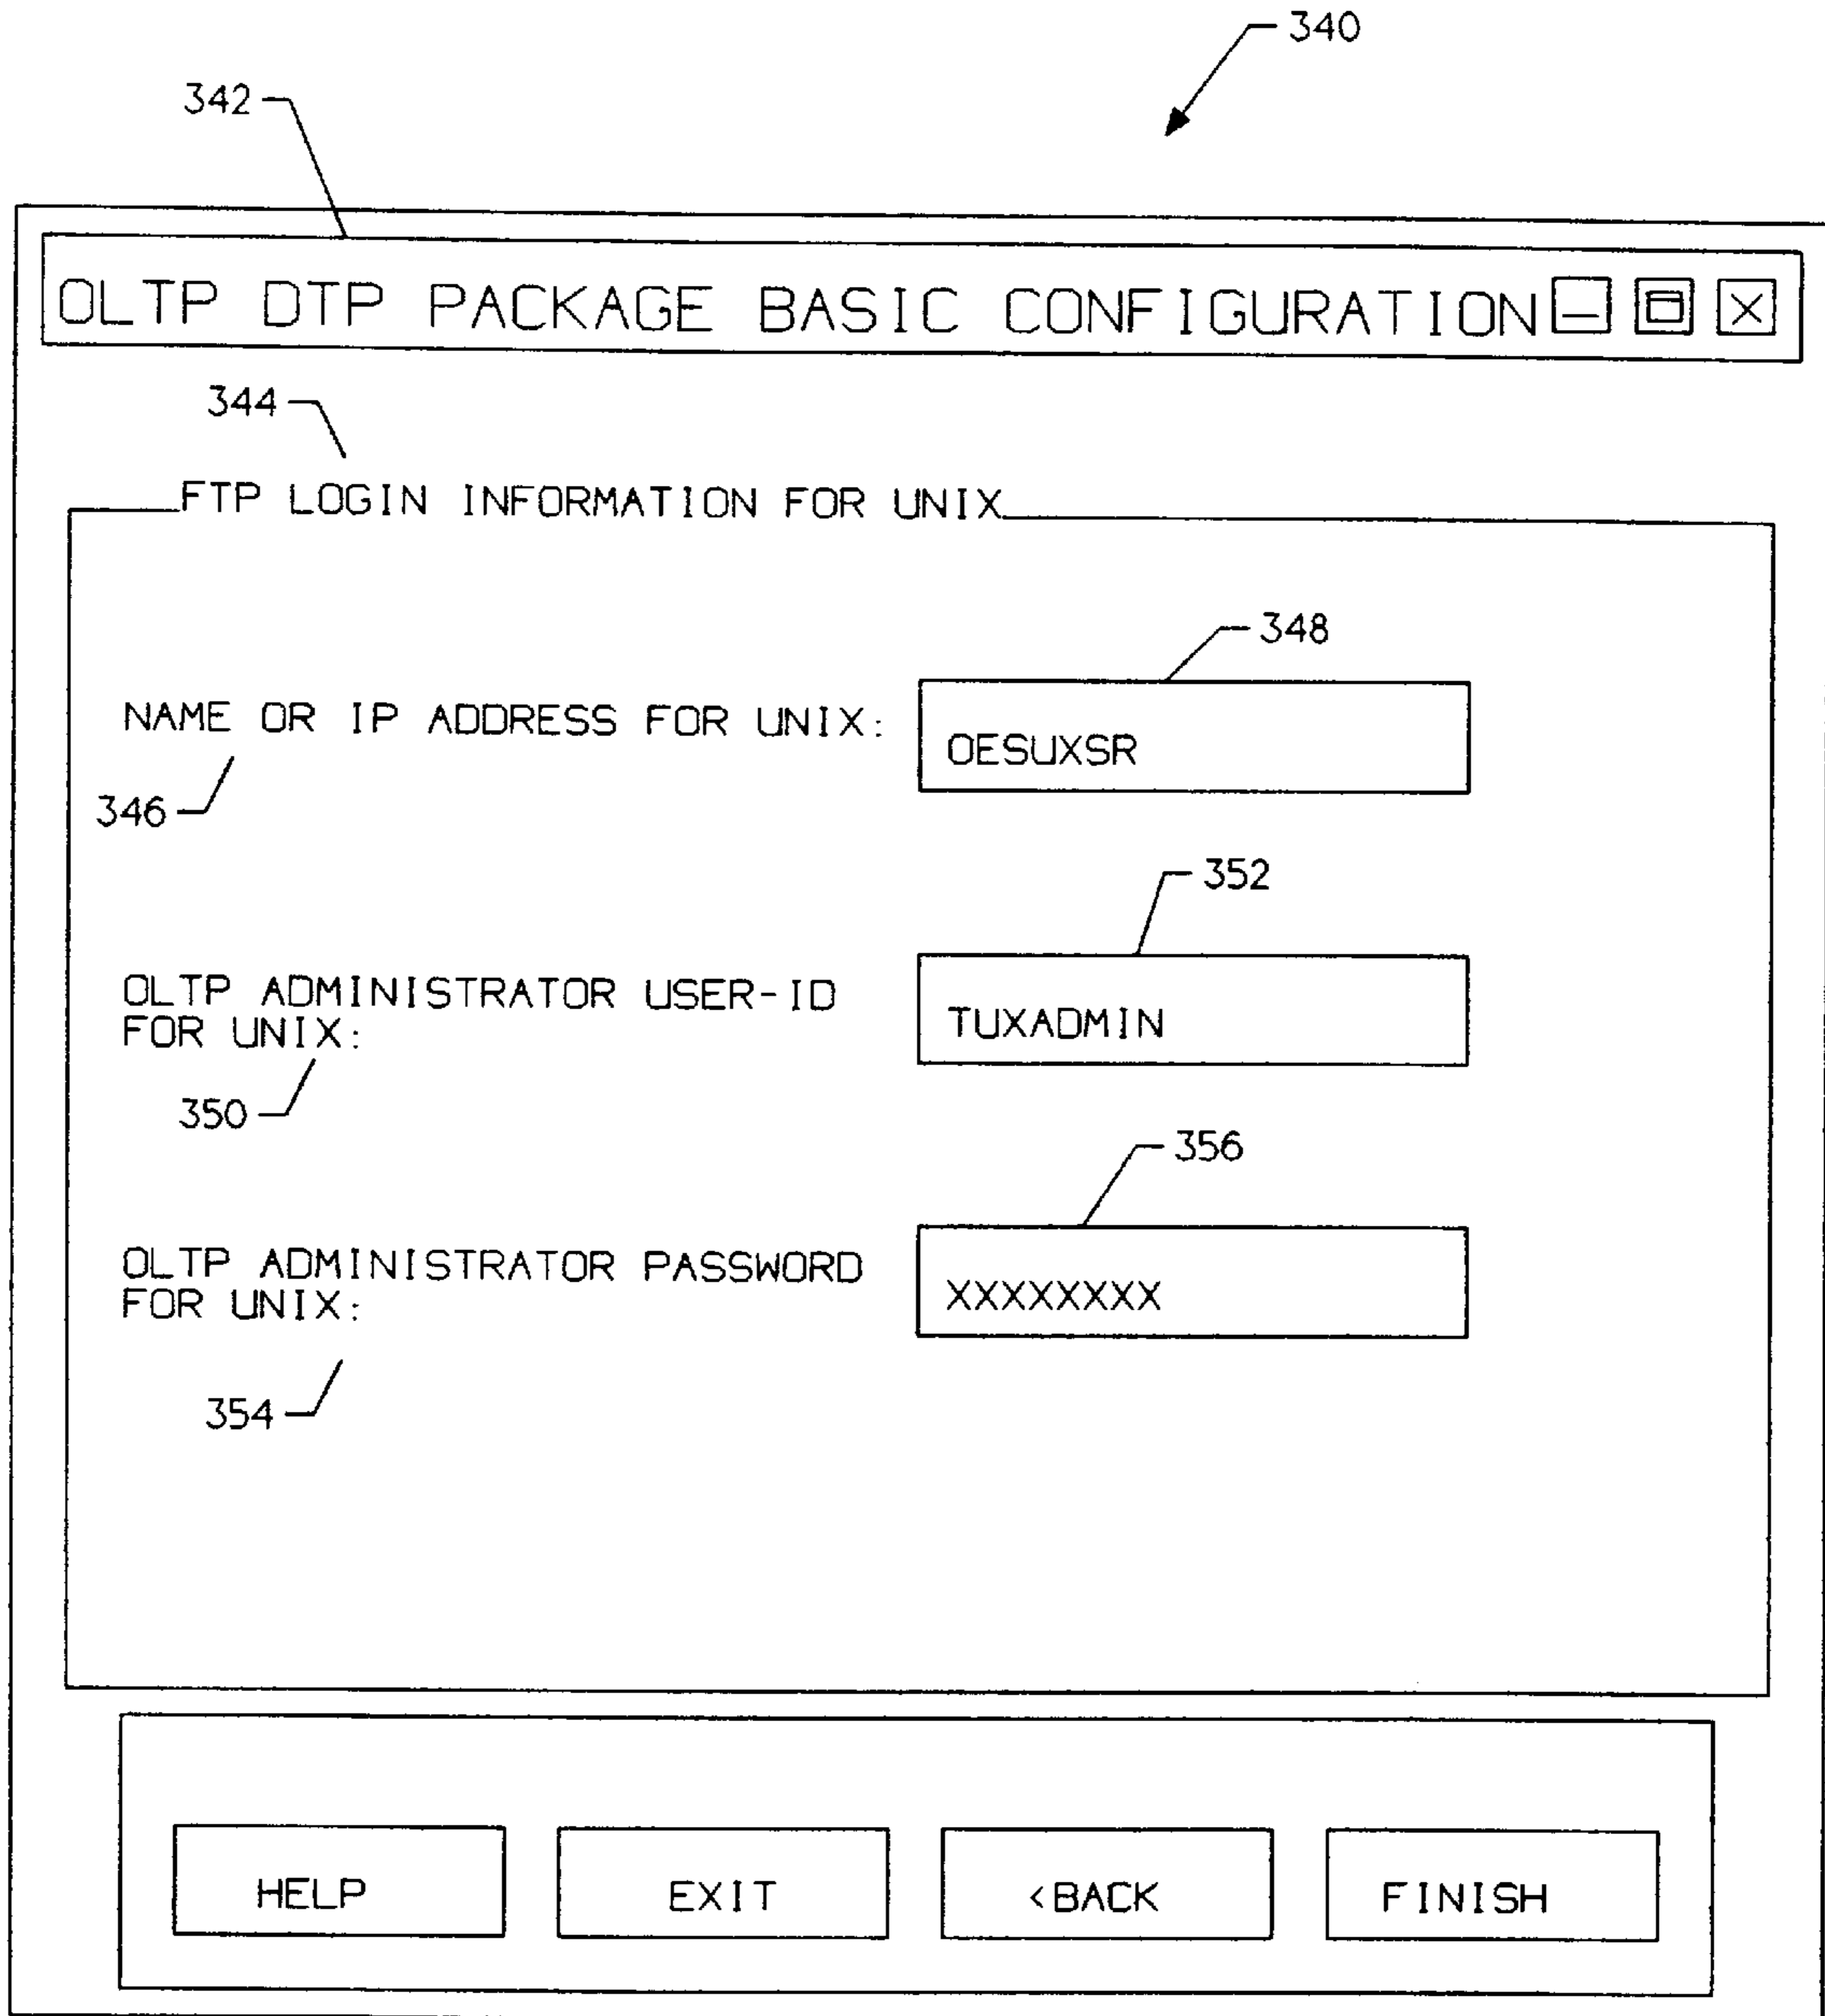 340
342
OLTP DTP PACKAGE BASIC CONFIGURATION
344
FTP LOGIN INFORMATION FOR UNIX
348
NAME OR IP ADDRESS FOR UNIX:
OESUXSR
346
352
OLTP ADMINISTRATOR USER-ID
FOR UNIX:
TUXADMIN
350
356
OLTP ADMINISTRATOR PASSWORD
FOR UNIX:
XXXXXXXX
354
HELP
EXIT
<BACK
FINISH